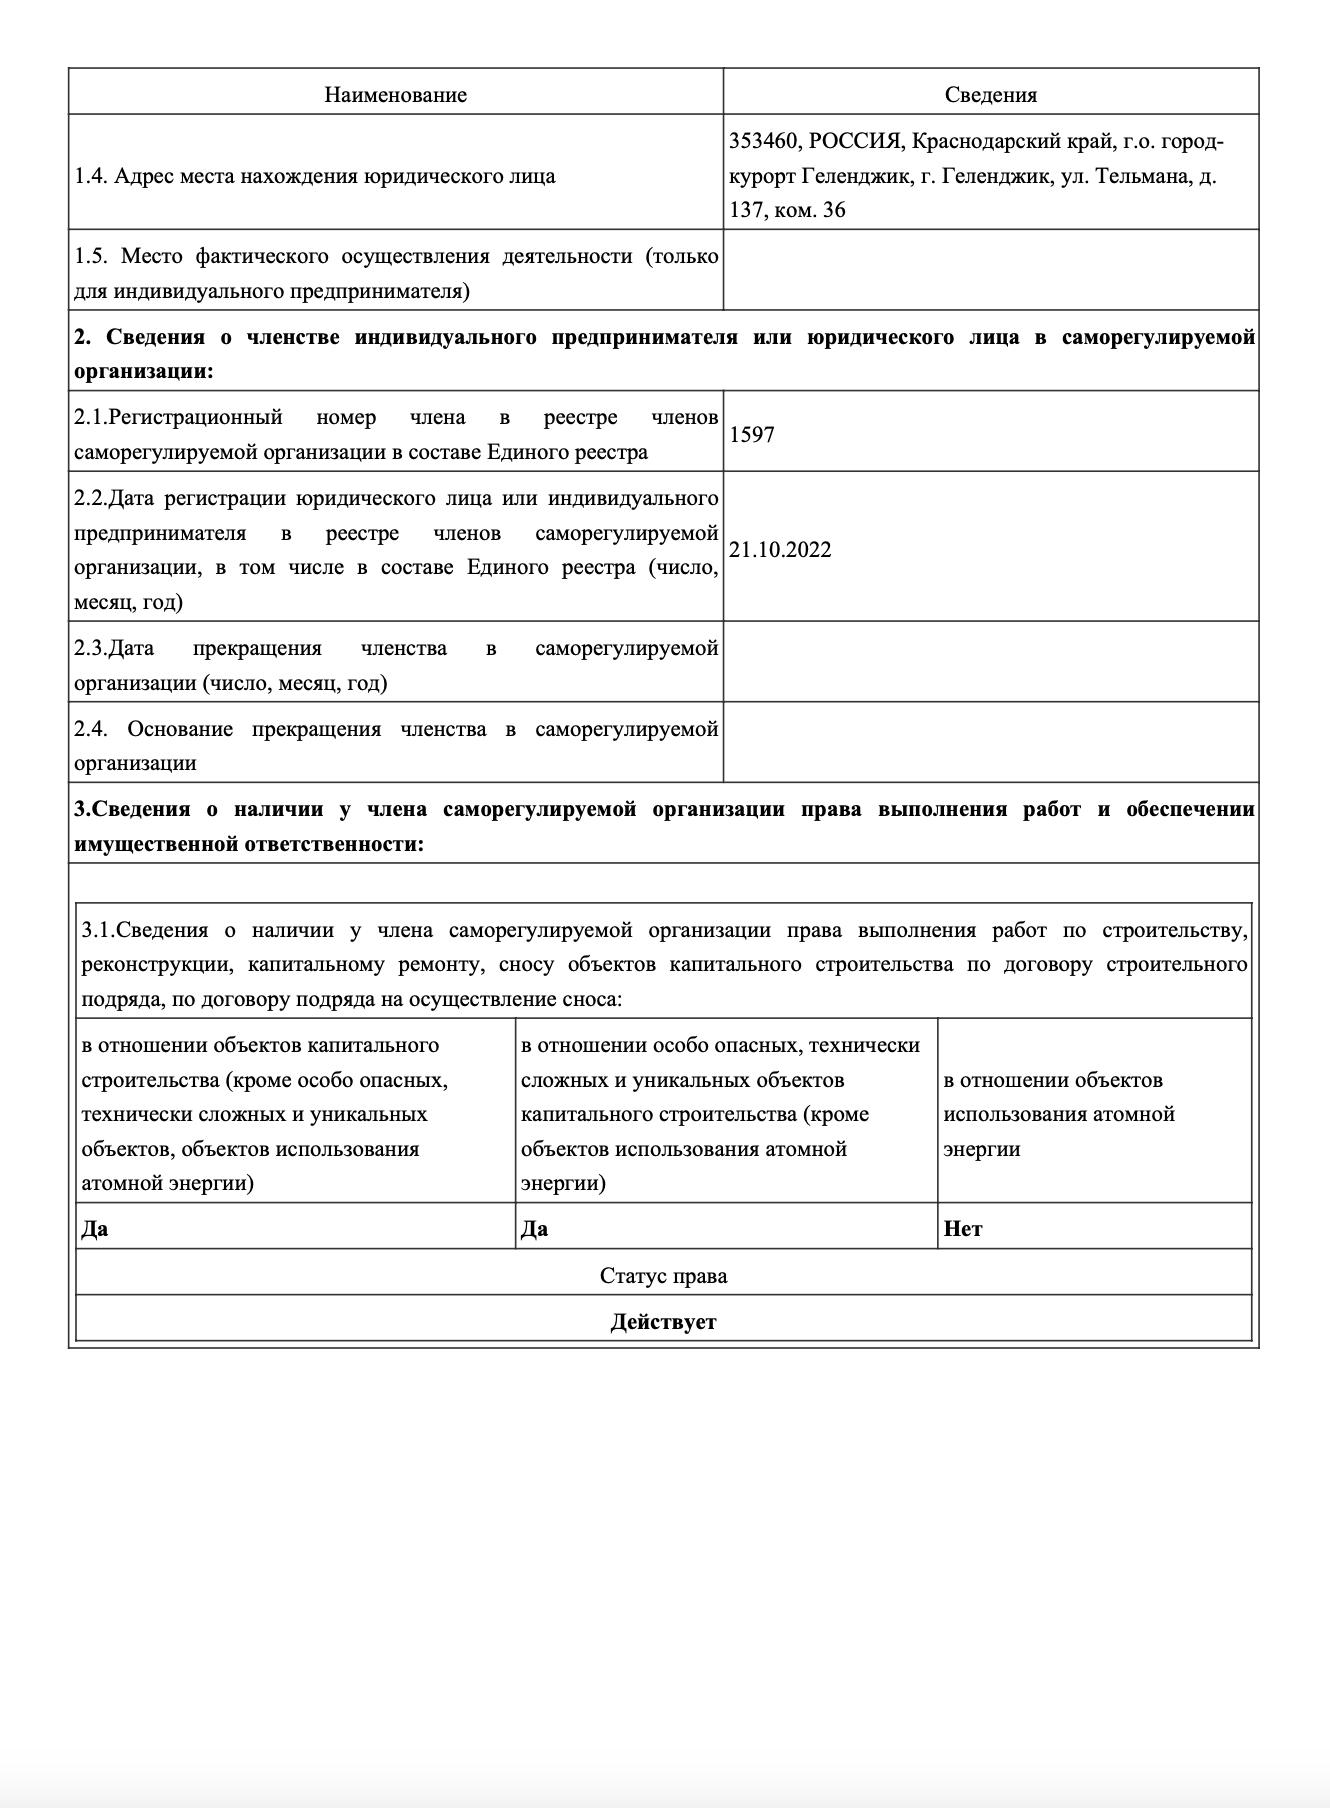 Наименование
Сведения
1.4. Адрес места нахождения юридического лица
353460, РОССИЯ, Краснодарский край, г.о. город-
курорт Геленджик, г. Геленджик, ул. Тельмана, д.
137, ком. 36
1.5. Место фактического осуществления деятельности (только
для индивидуального предпринимателя)
2. Сведения о членстве индивидуального предпринимателя или юридического лица в саморегулируемой
организации:
2.1.Регистрационный номер члена в реестре членов
саморегулируемой организации в составе Единого реестра
1597
2.2.Дата регистрации юридического лица или индивидуального
предпринимателя в реестре членов саморегулируемой
организации, в том числе в составе Единого реестра (число,
месяц, год)
21.10.2022
2.3.Дата прекращения членства в саморегулируемой
организации (число, месяц, год)
2.4. Основание прекращения членства в саморегулируемой
организации
3.Сведения о наличии у члена саморегулируемой организации права выполнения работ и обеспечении
имущественной ответственности:
3.1.Сведения о наличии у члена саморегулируемой организации права выполнения работ по строительству,
реконструкции, капитальному ремонту, сносу объектов капитального строительства по договору строительного
подряда, по договору подряда на осуществление сноса:
в отношении объектов капитального
строительства (кроме особо опасных,
технически сложных и уникальных
объектов, объектов использования
атомной энергии)
в отношении особо опасных, технически
сложных и уникальных объектов
капитального строительства (кроме
объектов использования атомной
энергии)
в отношении объектов
использования атомной
энергии
Да
Да
Нет
Статус права
Действует